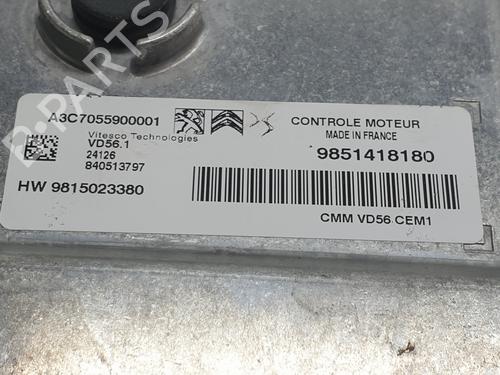 A3C7055900001
Vitesco Technologies
VD56.1
24126
840513797
HW 9815023380
CONTROLE MOTEUR
MADE IN FRANCE
9851418180
CMM VD56.CEM1
B-PARTS